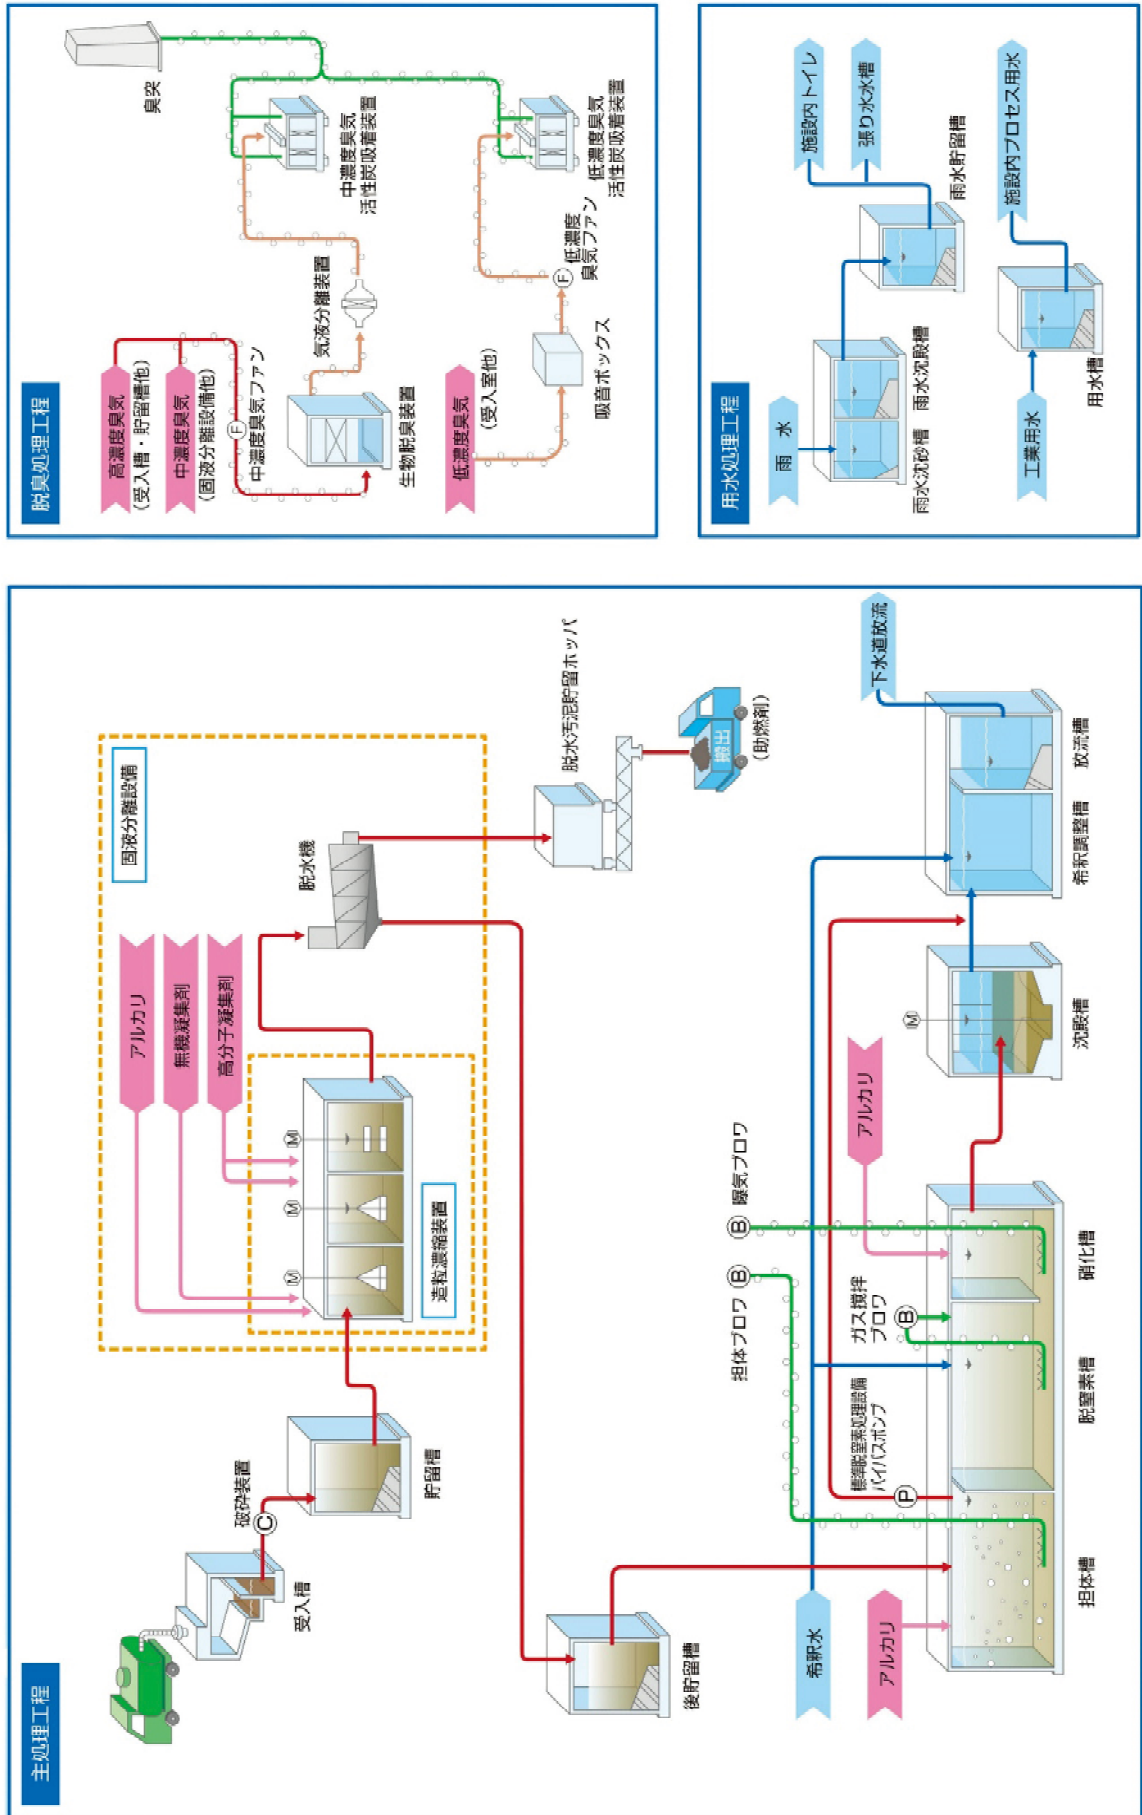 主処理工程
受入槽
破砕装置
C
貯留槽
固液分離設備
アルカリ
無機凝集剤
高分子凝集剤
M
M
M
造粒濃縮装置
脱水機
脱水汚泥貯留ホッパ
搬出
(助燃剤)
後貯留槽
希釈水
アルカリ
担体ブロワ
B
曝気ブロワ
B
標準脱窒素処理設備
バイパスポンプ
P
ガス撹拌
ブロワ
B
アルカリ
担体槽
脱窒素槽
硝化槽
M
沈殿槽
希釈調整槽
放流槽
下水道放流
脱臭処理工程
高濃度臭気
(受入槽・貯留槽他)
中濃度臭気
(固液分離設備他)
F
中濃度臭気ファン
生物脱臭装置
気液分離装置
中濃度臭気
活性炭吸着装置
臭突
低濃度臭気
(受入室他)
吸音ボックス
F
低濃度
臭気ファン
低濃度臭気
活性炭吸着装置
用水処理工程
雨 水
雨水沈砂槽
雨水沈殿槽
雨水貯留槽
施設内トイレ
張り水水槽
工業用水
用水槽
施設内プロセス用水